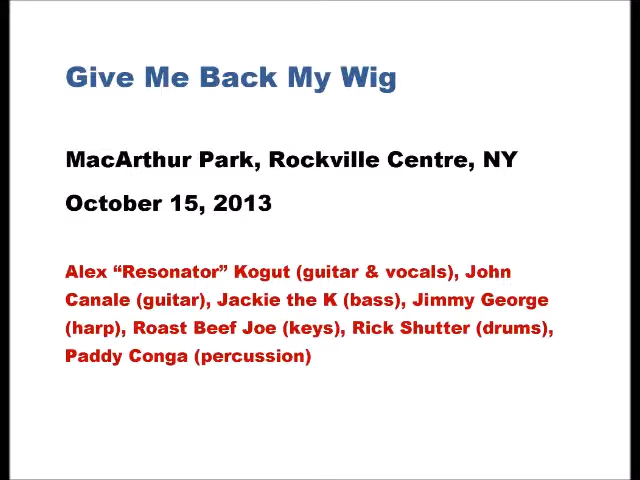 Give Me Back My Wig
MacArthur Park, Rockville Centre, NY
October 15, 2013
Alex “Resonator” Kogut (guitar & vocals), John
Canale (guitar), Jackie the K (bass), Jimmy George
(harp), Roast Beef Joe (keys), Rick Shutter (drums),
Paddy Conga (percussion)